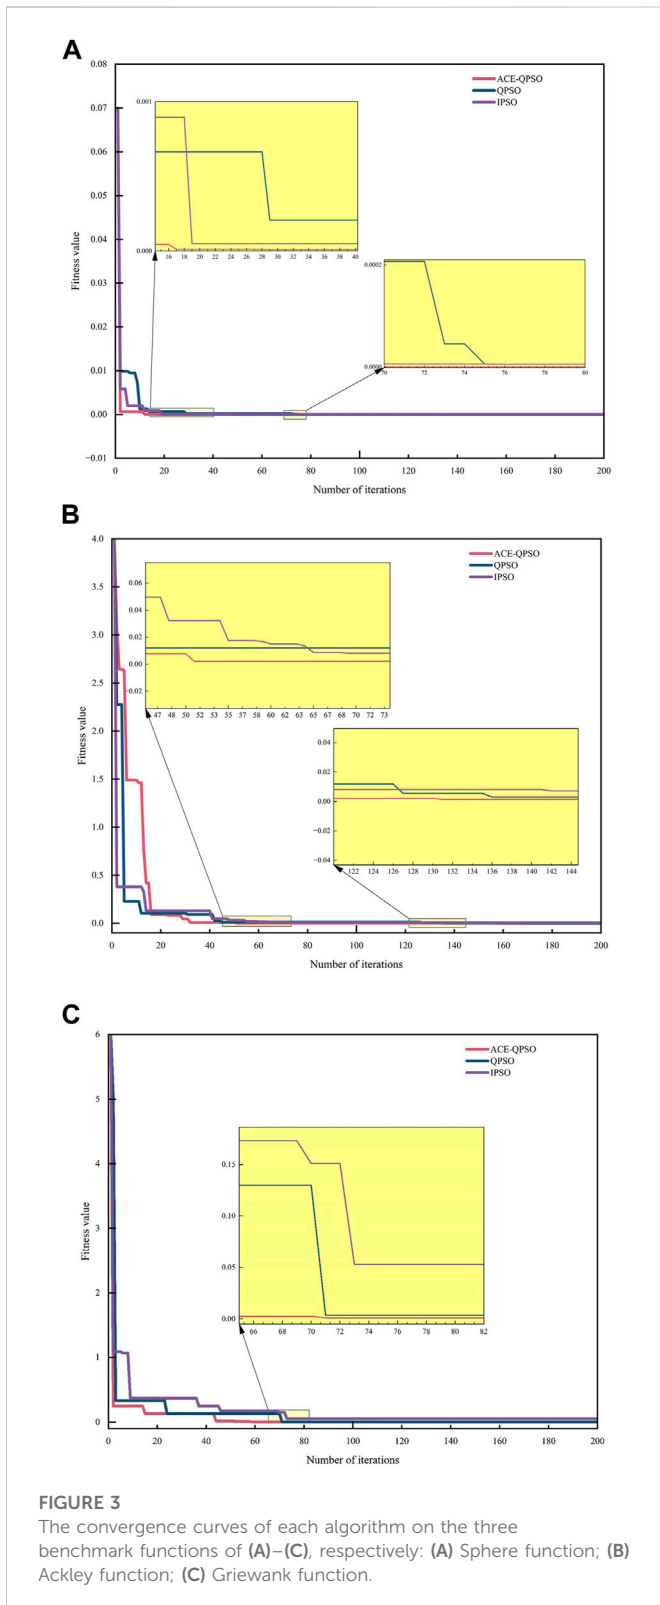 A
0.08
0.07
0.06
0.05
0.04
0.03
0.02
0.01
0.00
−0.01
Fitness value
ACE-QPSO
QPSO
IPSO
0.001
0.000
16 18 20 22 24 26 28 30 32 34 36 38 40
0.0002
0.0000
70 72 74 76 78 80
0 20 40 60 80 100 120 140 160 180 200
Number of iterations
B
4.0
3.5
3.0
2.5
2.0
1.5
1.0
0.5
0.0
Fitness value
ACE-QPSO
QPSO
IPSO
0.06
0.04
0.02
0.00
−0.02
47 48 50 52 53 55 57 58 60 62 63 65 67 68 70 72 73
0.04
0.02
0.00
−0.02
−0.04
122 124 126 128 130 132 134 136 138 140 142 144
0 20 40 60 80 100 120 140 160 180 200
Number of iterations
C
6
5
4
3
2
1
0
Fitness value
ACE-QPSO
QPSO
IPSO
0.15
0.10
0.05
0.00
66 68 70 72 74 76 78 80 82
0 20 40 60 80 100 120 140 160 180 200
Number of iterations
FIGURE 3
The convergence curves of each algorithm on the three
benchmark functions of (A)–(C), respectively: (A) Sphere function; (B)
Ackley function; (C) Griewank function.